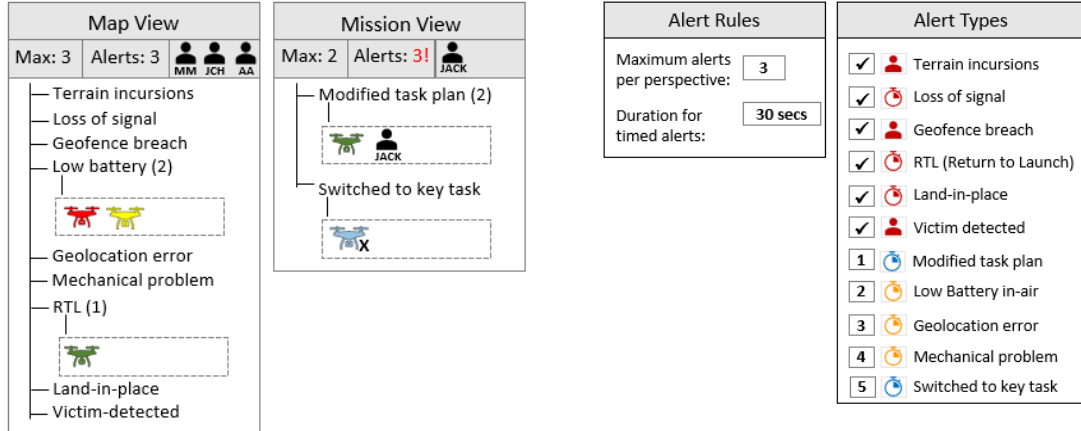 Map View
Max: 3 Alerts: 3 MM JCH AA
Terrain incursions
Loss of signal
Geofence breach
Low battery (2)
Geolocation error
Mechanical problem
RTL (1)
Land-in-place
Victim-detected
Mission View
Max: 2 Alerts: 3! JACK
Modified task plan (2)
JACK
Switched to key task
X
Alert Rules
Maximum alerts
per perspective: 3
Duration for
timed alerts: 30 secs
Alert Types
✓ Terrain incursions
✓ Loss of signal
✓ Geofence breach
✓ RTL (Return to Launch)
✓ Land-in-place
✓ Victim detected
1 Modified task plan
2 Low Battery in-air
3 Geolocation error
4 Mechanical problem
5 Switched to key task